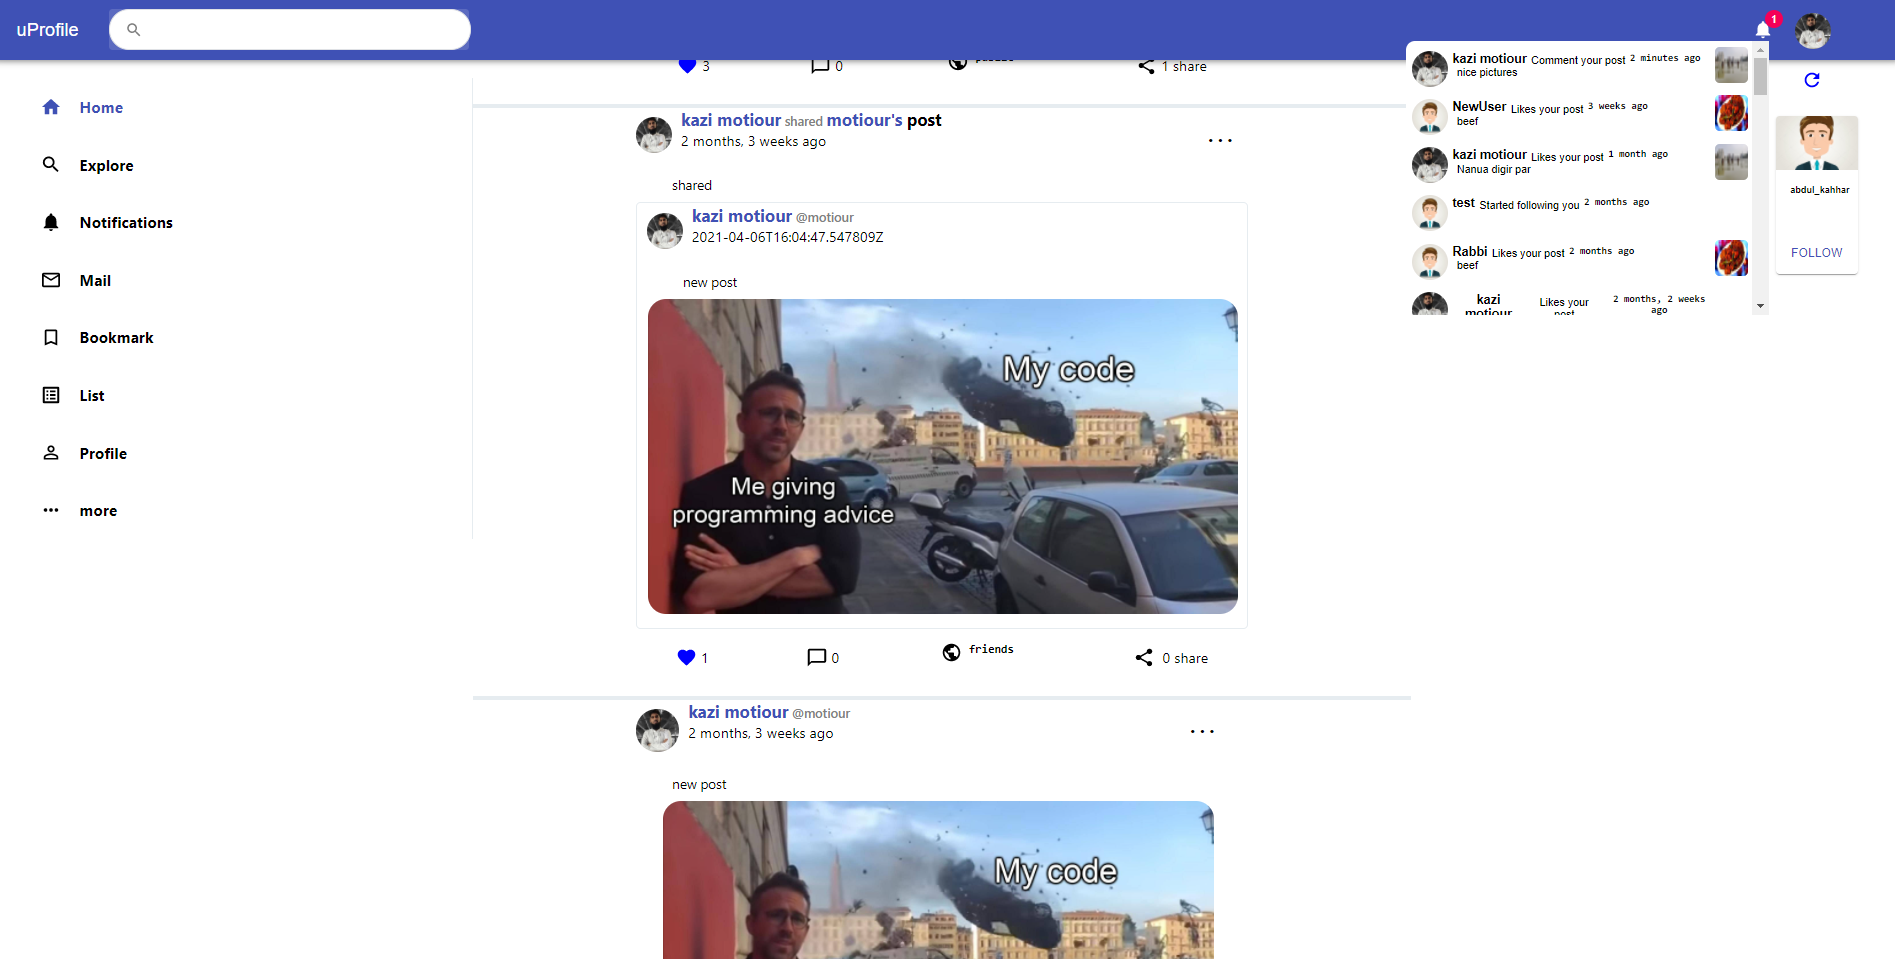 uProfile
1
Home
Explore
Notifications
Mail
Bookmark
List
Profile
more
3
0
public
1 share
kazi motiour shared motiour's post
2 months, 3 weeks ago
shared
kazi motiour @motiour
2021-04-06T16:04:47.547809Z
new post
My code
Me giving
programming advice
1
0
friends
0 share
kazi motiour @motiour
2 months, 3 weeks ago
new post
My code
kazi motiour Comment your post 2 minutes ago
nice pictures
NewUser Likes your post 3 weeks ago
beef
kazi motiour Likes your post 1 month ago
Nanua digir par
test Started following you 2 months ago
Rabbi Likes your post 2 months ago
beef
kazi Likes your 2 months, 2 weeks
motiour post ago
abdul_kahhar
FOLLOW